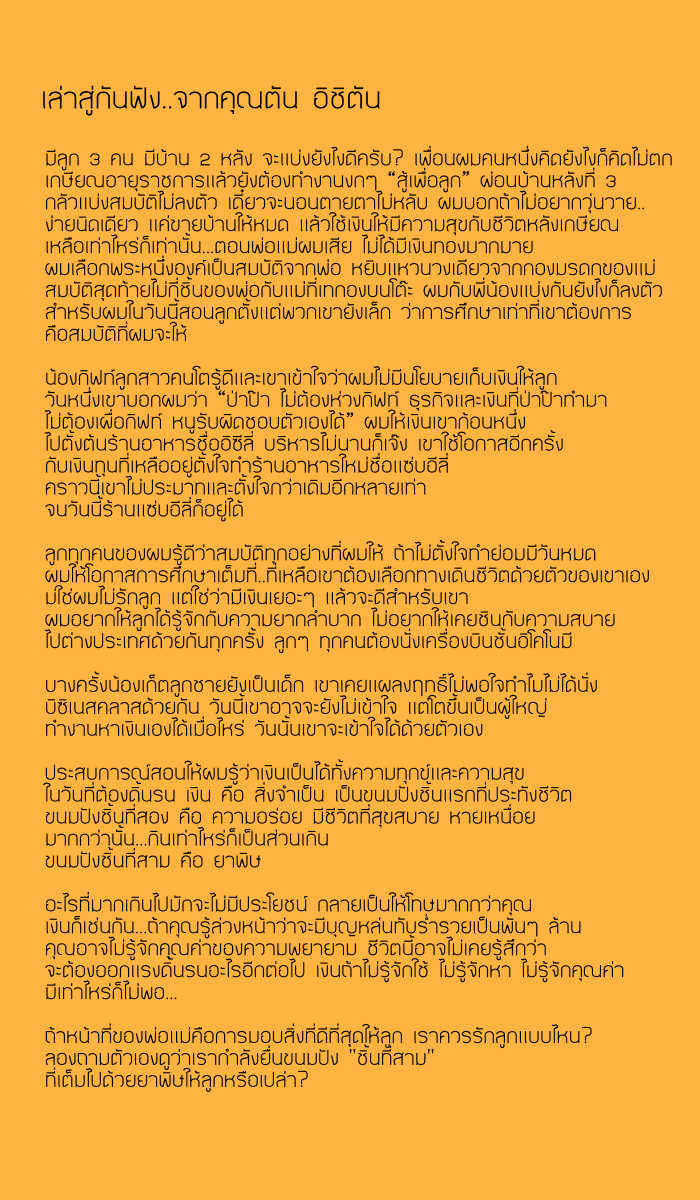 เล่าสู่กันฟัง..จากคุณตัน อิชิตัน
มีลูก 3 คน มีบ้าน 2 หลัง จะแบ่งยังไงดีครับ? เพื่อนผมคนหนึ่งคิดยังไงก็คิดไม่ตก
เกษียณอายุราชการแล้วยังต้องทำงานงกๆ “สู้เพื่อลูก” ผ่อนบ้านหลังที่ 3
กลัวแบ่งสมบัติไม่ลงตัว เดี๋ยวจะนอนตายตาไม่หลับ ผมบอกถ้าไม่อยากวุ่นวาย..
ง่ายนิดเดียว แค่ขายบ้านให้หมด แล้วใช้เงินให้มีความสุขกับชีวิตหลังเกษียณ
เหลือเท่าไหร่ก็เท่านั้น...ตอนพ่อแม่ผมเสีย ไม่ได้มีเงินทองมากมาย
ผมเลือกพระหนึ่งองค์เป็นสมบัติจากพ่อ หยิบแหวนวงเดียวจากกองมรดกของแม่
สมบัติสุดท้ายไม่กี่ชิ้นของพ่อกับแม่ที่เทกองบนโต๊ะ ผมกับพี่น้องแบ่งกันยังไงก็ลงตัว
สำหรับผมในวันนี้สอนลูกตั้งแต่พวกเขายังเล็ก ว่าการศึกษาเท่าที่เขาต้องการ
คือสมบัติที่ผมจะให้
น้องกิฟท์ลูกสาวคนโตรู้ดีและเขาเข้าใจว่าผมไม่มีนโยบายเก็บเงินให้ลูก
วันหนึ่งเขาบอกผมว่า “ป่าป๊า ไม่ต้องห่วงกิฟท์ ธุรกิจและเงินที่ป่าป๊าทำมา
ไม่ต้องเผื่อกิฟท์ หนูรับผิดชอบตัวเองได้” ผมให้เงินเขาก้อนหนึ่ง
ไปตั้งต้นร้านอาหารชื่ออิซีลี่ บริหารไม่นานก็เจ๊ง เขาใช้โอกาสอีกครั้ง
กับเงินทุนที่เหลืออยู่ตั้งใจทำร้านอาหารใหม่ชื่อแซ่บอีลี่
คราวนี้เขาไม่ประมาทและตั้งใจกว่าเดิมอีกหลายเท่า
จนวันนี้ร้านแซ่บอีลี่ก็อยู่ได้
ลูกทุกคนของผมรู้ดีว่าสมบัติทุกอย่างที่ผมให้ ถ้าไม่ตั้งใจทำย่อมมีวันหมด
ผมให้โอกาสการศึกษาเต็มที่..ที่เหลือเขาต้องเลือกทางเดินชีวิตด้วยตัวของเขาเอง
ม่ใช่ผมไม่รักลูก แต่ใช่ว่ามีเงินเยอะๆ แล้วจะดีสำหรับเขา
ผมอยากให้ลูกได้รู้จักกับความยากลำบาก ไม่อยากให้เคยชินกับความสบาย
ไปต่างประเทศด้วยกันทุกครั้ง ลูกๆ ทุกคนต้องนั่งเครื่องบินชั้นอีโคโนมี
บางครั้งน้องเก็ตลูกชายยังเป็นเด็ก เขาเคยแผลงฤทธิ์ไม่พอใจทำไมไม่ได้นั่ง
บิซิเนสคลาสด้วยกัน วันนี้เขาอาจจะยังไม่เข้าใจ แต่โตขึ้นเป็นผู้ใหญ่
ทำงานหาเงินเองได้เมื่อไหร่ วันนั้นเขาจะเข้าใจได้ด้วยตัวเอง
ประสบการณ์สอนให้ผมรู้ว่าเงินเป็นได้ทั้งความทุกข์และความสุข
ในวันที่ต้องดิ้นรน เงิน คือ สิ่งจำเป็น เป็นขนมปังชิ้นแรกที่ประทังชีวิต
ขนมปังชิ้นที่สอง คือ ความอร่อย มีชีวิตที่สุขสบาย หายเหนื่อย
มากกว่านั้น...กินเท่าไหร่ก็เป็นส่วนเกิน
ขนมปังชิ้นที่สาม คือ ยาพิษ
อะไรที่มากเกินไปมักจะไม่มีประโยชน์ กลายเป็นให้โทษมากกว่าคุณ
เงินก็เช่นกัน...ถ้าคุณรู้ล่วงหน้าว่าจะมีบุญหล่นทับร่ำรวยเป็นพันๆ ล้าน
คุณอาจไม่รู้จักคุณค่าของความพยายาม ชีวิตนี้อาจไม่เคยรู้สึกว่า
จะต้องออกแรงดิ้นรนอะไรอีกต่อไป เงินถ้าไม่รู้จักใช้ ไม่รู้จักหา ไม่รู้จักคุณค่า
มีเท่าไหร่ก็ไม่พอ...
ถ้าหน้าที่ของพ่อแม่คือการมอบสิ่งที่ดีที่สุดให้ลูก เราควรรักลูกแบบไหน?
ลองถามตัวเองดูว่าเรากำลังยื่นขนมปัง "ชิ้นที่สาม"
ที่เต็มไปด้วยยาพิษให้ลูกหรือเปล่า?